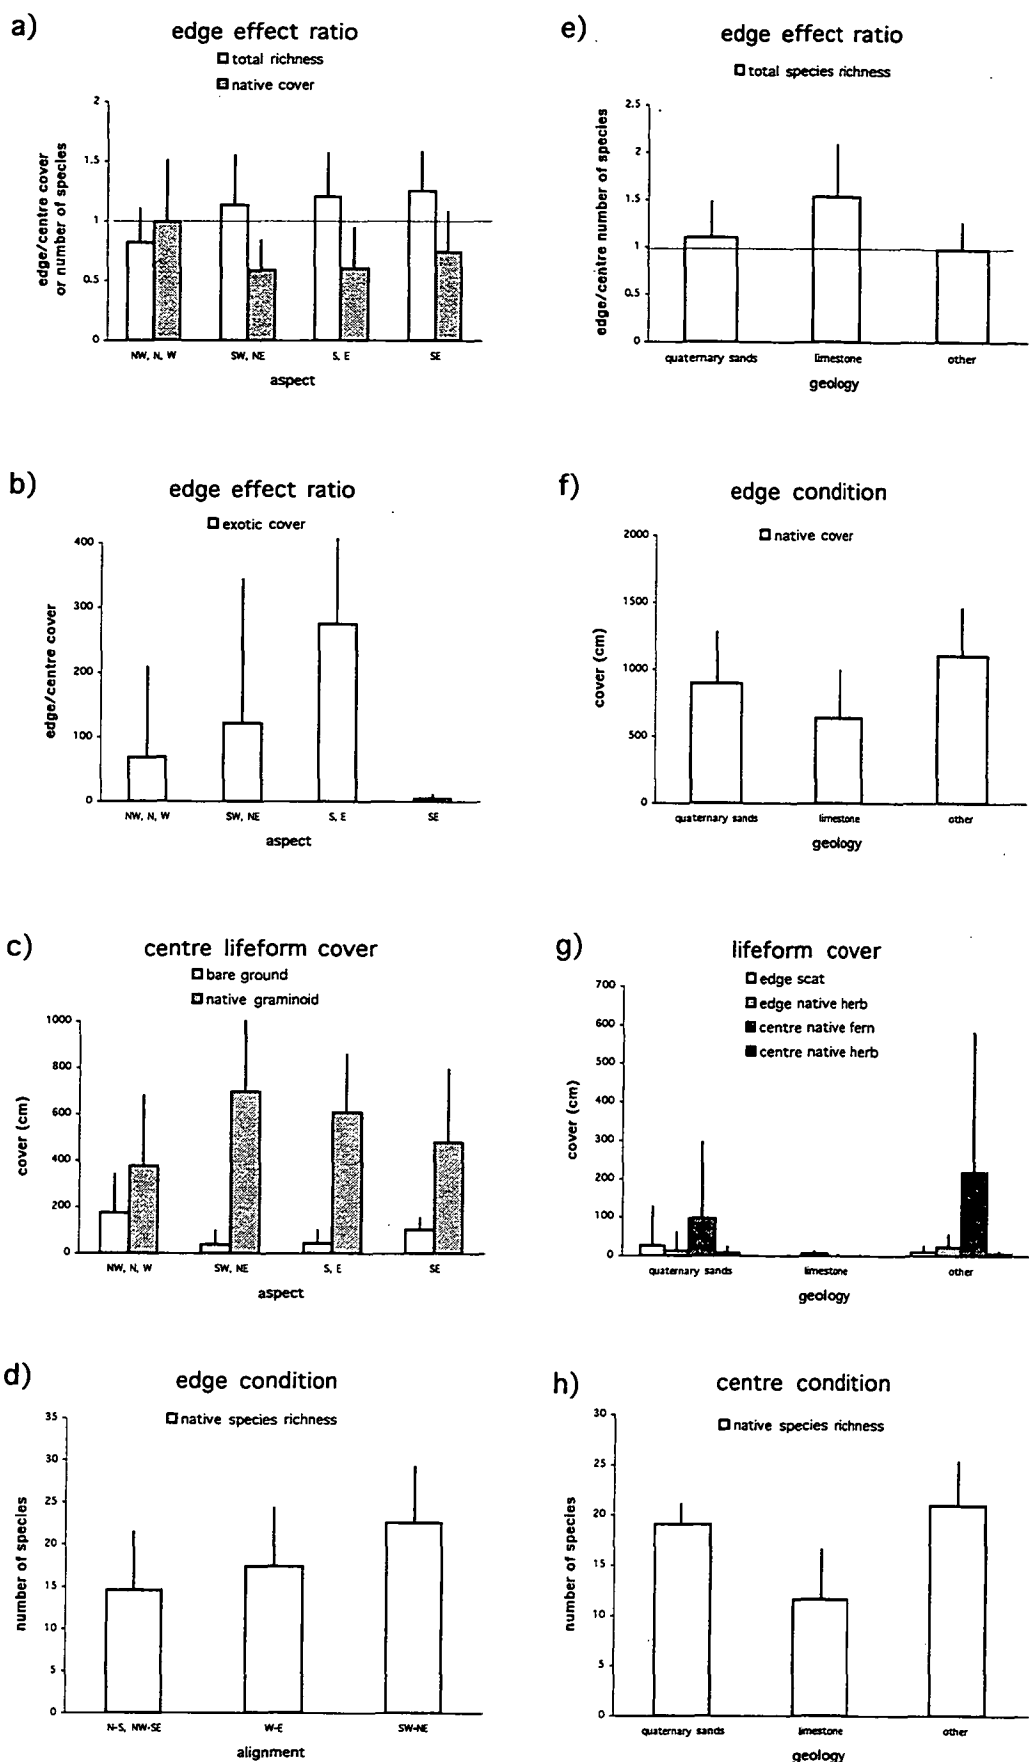 a)
edge effect ratio
total richness
native cover
edge/centre cover
or number of species
2
1.5
1
0.5
0
NW, N, W
SW, NE
S, E
SE
aspect
b)
edge effect ratio
exotic cover
edge/centre cover
400
300
200
100
0
NW, N, W
SW, NE
S, E
SE
aspect
c)
centre lifeform cover
bare ground
native graminoid
cover (cm)
1000
800
600
400
200
0
NW, N, W
SW, NE
S, E
SE
aspect
d)
edge condition
native species richness
number of species
35
30
25
20
15
10
5
0
N-S, NW-SE
W-E
SW-NE
alignment
e)
edge effect ratio
total species richness
edge/centre number of species
2.5
2
1.5
1
0.5
0
quaternary sands
limestone
other
geology
f)
edge condition
native cover
cover (cm)
2000
1500
1000
500
0
quaternary sands
limestone
other
geology
g)
lifeform cover
edge scat
edge native herb
centre native fern
centre native herb
cover (cm)
700
600
500
400
300
200
100
0
quaternary sands
limestone
other
geology
h)
centre condition
native species richness
number of species
30
25
20
15
10
5
0
quaternary sands
limestone
other
geology